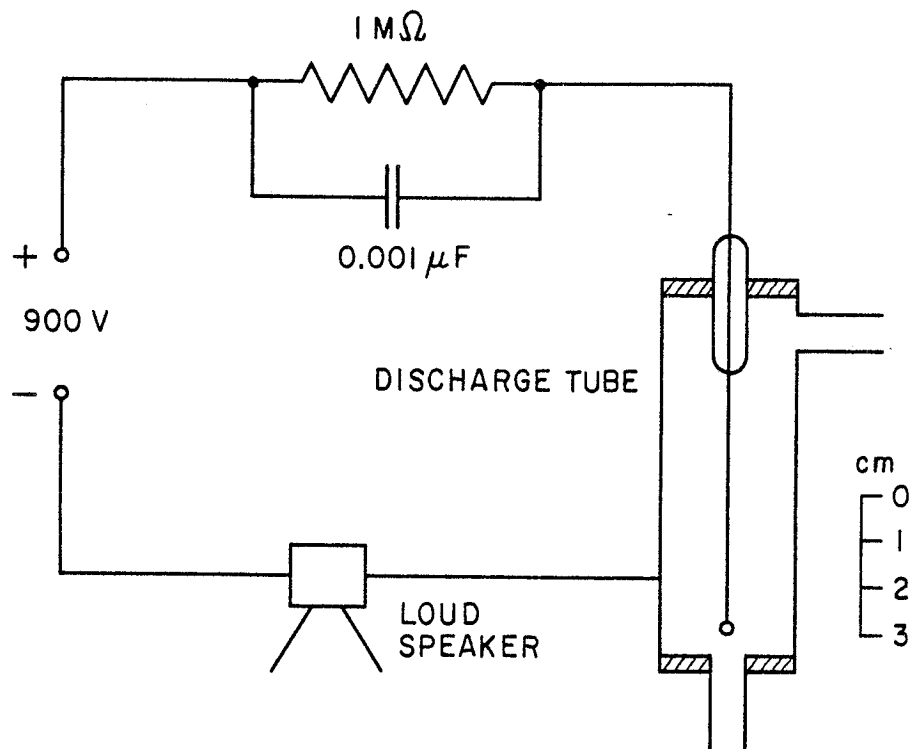 1 MΩ
0.001 μF
+
900 V
-
DISCHARGE TUBE
cm
0
1
2
3
LOUD
SPEAKER